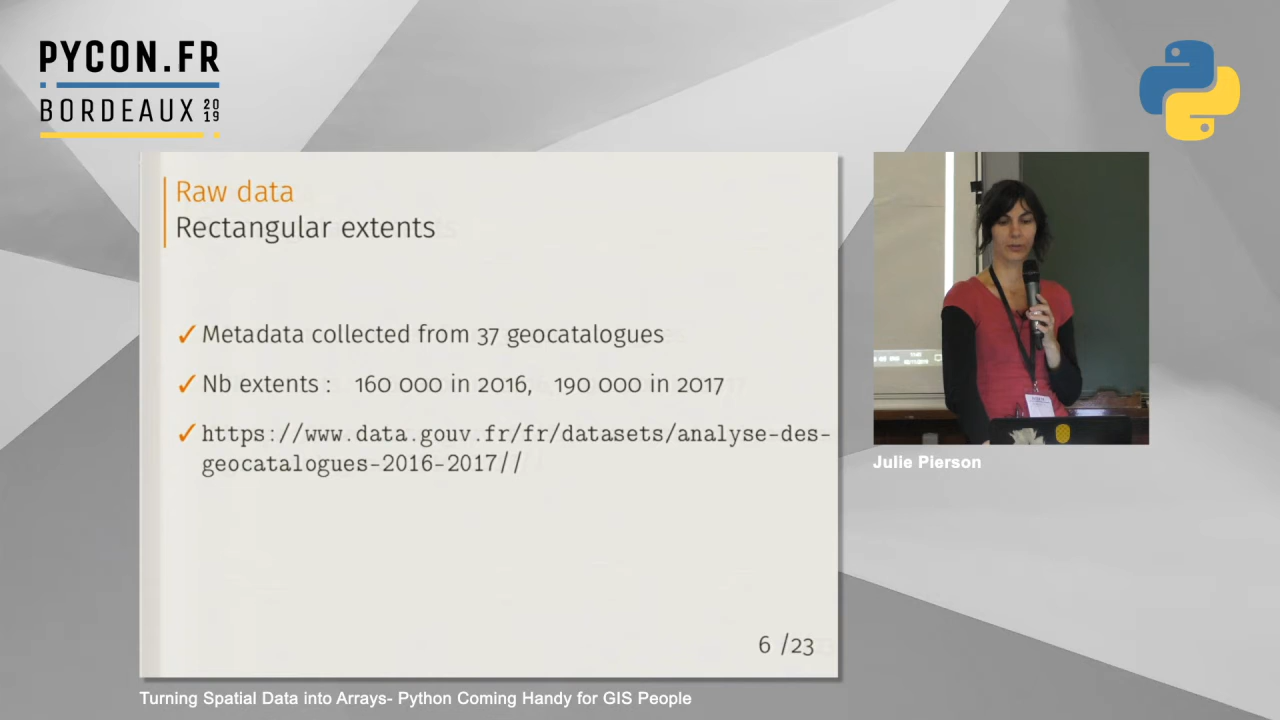 PYCON.FR
BORDEAUX 2019
Raw data
Rectangular extents
✓ Metadata collected from 37 geocatalogues
✓ Nb extents : 160 000 in 2016, 190 000 in 2017
✓ https://www.data.gouv.fr/fr/datasets/analyse-des-
geocatalogues-2016-2017//
6 /23
Julie Pierson
Turning Spatial Data into Arrays- Python Coming Handy for GIS People